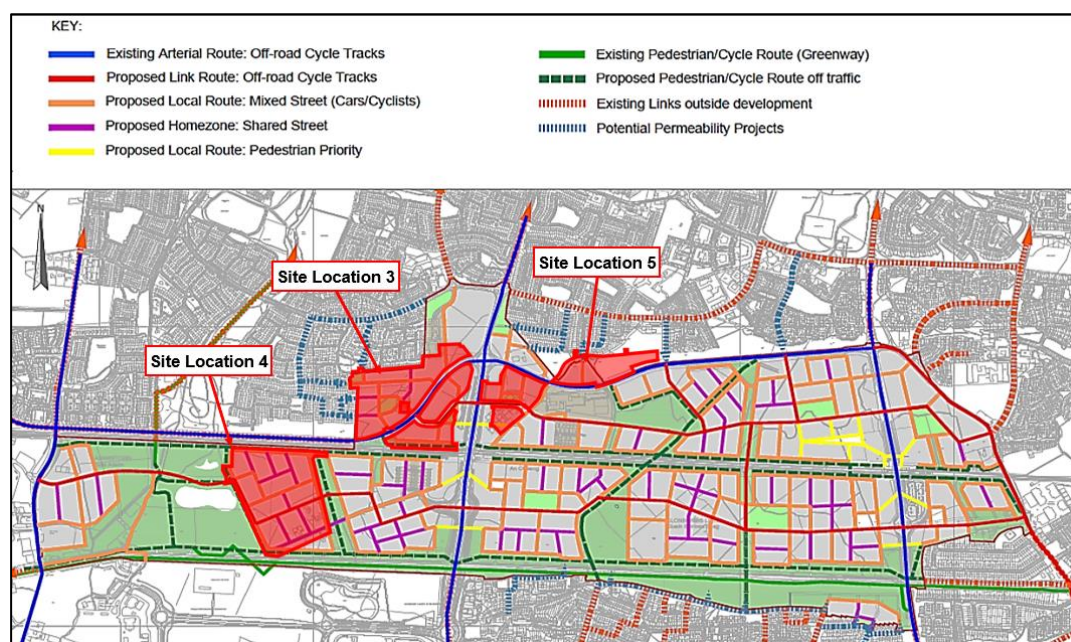 KEY:
Existing Arterial Route: Off-road Cycle Tracks
Proposed Link Route: Off-road Cycle Tracks
Proposed Local Route: Mixed Street (Cars/Cyclists)
Proposed Homezone: Shared Street
Proposed Local Route: Pedestrian Priority
Existing Pedestrian/Cycle Route (Greenway)
Proposed Pedestrian/Cycle Route off traffic
Existing Links outside development
Potential Permeability Projects
N
Site Location 3
Site Location 5
Site Location 4